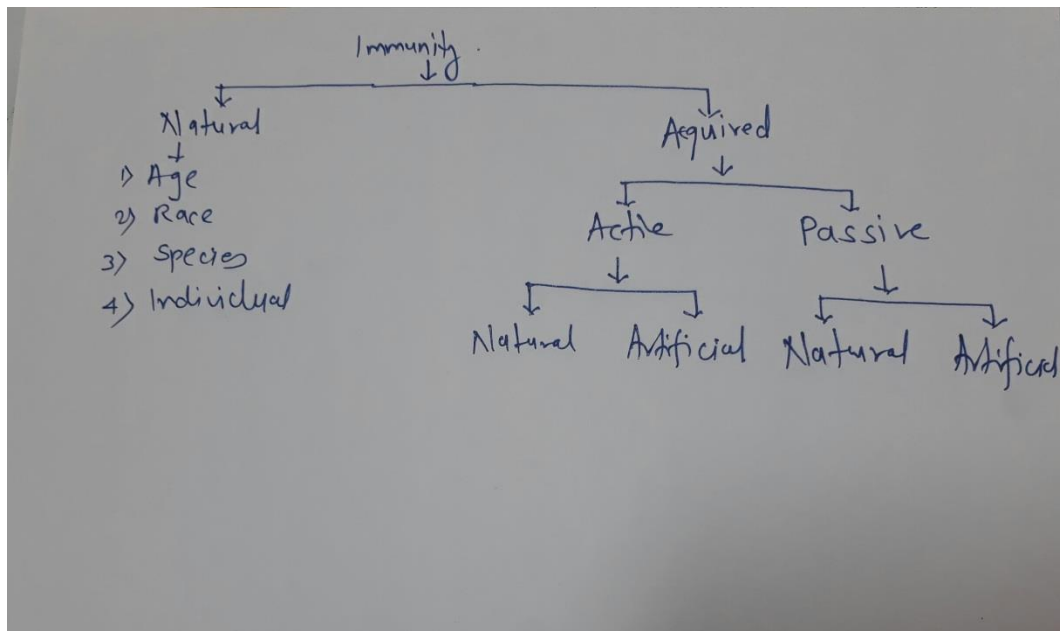 Immunity.
Natural Acquired
1) Age
2) Race
3) Species
4) Individual
Active Passive
Natural Artificial Natural Artificial